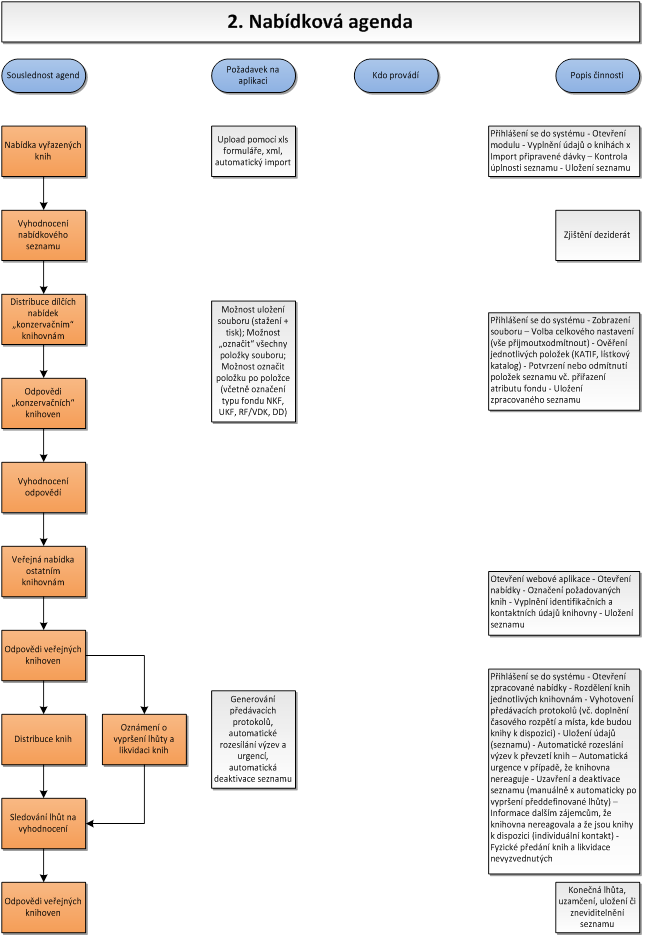 2. Nabídková agenda
Souslednost agend
Požadavek na
aplikaci
Kdo provádí
Popis činnosti
Nabídka vyřazených
knih
Upload pomocí xls
formuláře, xml,
automatický import
Přihlášení se do systému - Otevření
modulu - Vyplnění údajů o knihách x
Import připravené dávky – Kontrola
úplnosti seznamu - Uložení seznamu
Vyhodnocení
nabídkového
seznamu
Zjištění deziderát
Distribuce dílčích
nabídek
„konzervačním“
knihovnám
Možnost uložení
souboru (stažení +
tisk); Možnost
„označit“ všechny
položky souboru;
Možnost označit
položku po položce
(včetně označení
typu fondu NKF,
UKF, RF/VDK, DD)
Přihlášení se do systému - Zobrazení
souboru – Volba celkového nastavení
(vše přijmoutxodmítnout) - Ověření
jednotlivých položek (KATIF, lístkový
katalog) - Potvrzení nebo odmítnutí
položek seznamu vč. přiřazení
atributu fondu - Uložení
zpracovaného seznamu
Odpovědi
„konzervačních“
knihoven
Vyhodnocení
odpovědí
Veřejná nabídka
ostatním
knihovnám
Otevření webové aplikace - Otevření
nabídky - Označení požadovaných
knih - Vyplnění identifikačních a
kontaktních údajů knihovny - Uložení
seznamu
Odpovědi veřejných
knihoven
Distribuce knih
Oznámení o
vypršení lhůty a
likvidaci knih
Generování
předávacích
protokolů,
automatické
rozesílání výzev a
urgencí,
automatická
deaktivace seznamu
Přihlášení se do systému - Otevření
zpracované nabídky - Rozdělení knih
jednotlivých knihovnám - Vyhotovení
předávacích protokolů (vč. doplnění
časového rozpětí a místa, kde budou
knihy k dispozici) - Uložení údajů
(seznamu) - Automatické rozeslání
výzev k převzetí knih – Automatická
urgence v případě, že knihovna
nereaguje - Uzavření a deaktivace
seznamu (manuálně x automaticky po
vypršení předdefinované lhůty) –
Informace dalším zájemcům, že
knihovna nereagovala a že jsou knihy
k dispozici (individuální kontakt) -
Fyzické předání knih a likvidace
nevyzvednutých
Sledování lhůt na
vyhodnocení
Odpovědi veřejných
knihoven
Konečná lhůta,
uzamčení, uložení či
zneviditelnění
seznamu